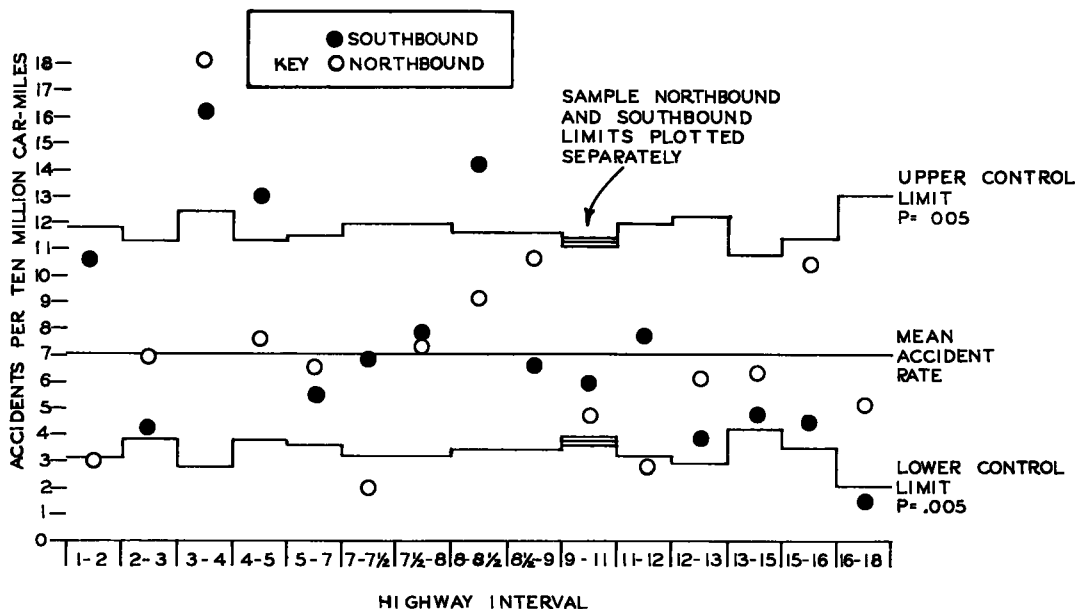 SOUTHBOUND
KEY NORTHBOUND
ACCIDENTS PER TEN MILLION CAR-MILES
18
17
16
15
14
13
12
11
10
9
8
7
6
5
4
3
2
1
0
SAMPLE NORTHBOUND
AND SOUTHBOUND
LIMITS PLOTTED
SEPARATELY
UPPER CONTROL
LIMIT
P= 005
MEAN
ACCIDENT
RATE
LOWER CONTROL
LIMIT
P=.005
1-2 2-3 3-4 4-5 5-7 7-7½ 7½-8 8-8½ 8½-9 9-11 11-12 12-13 13-15 15-16 16-18
HIGHWAY INTERVAL